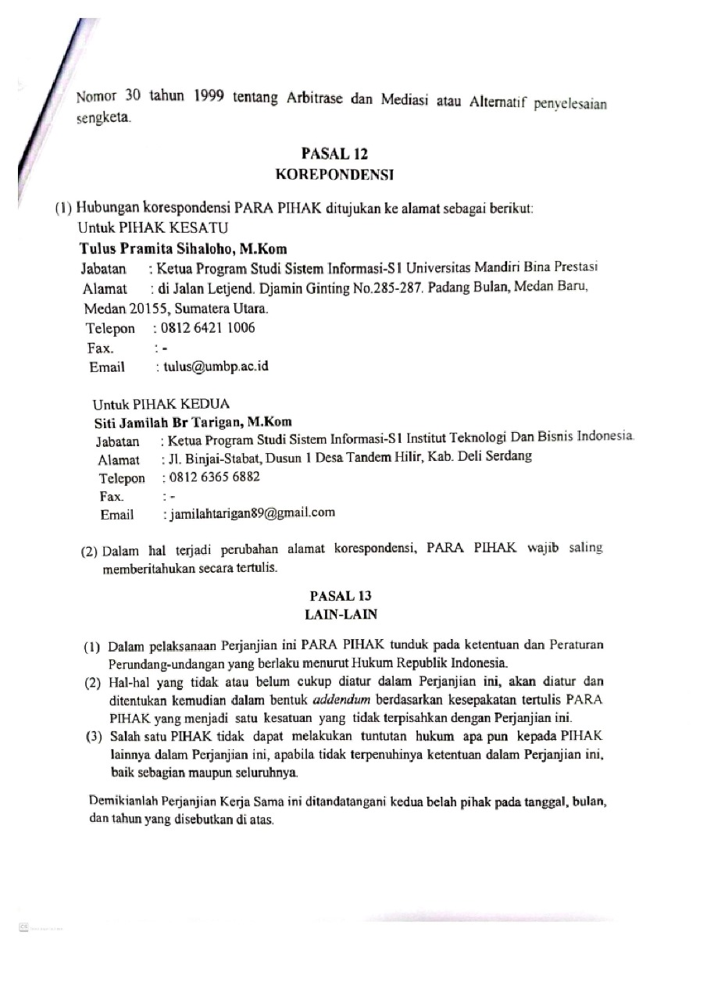 Nomor 30 tahun 1999 tentang Arbitrase dan Mediasi atau Alternatif penyelesaian
sengketa.
PASAL 12
KOREPONDENSI
(1) Hubungan korespondensi PARA PIHAK ditujukan ke alamat sebagai berikut:
Untuk PIHAK KESATU
Tulus Pramita Sihaloho, M.Kom
Jabatan : Ketua Program Studi Sistem Informasi-S1 Universitas Mandiri Bina Prestasi
Alamat : di Jalan Letjend. Djamin Ginting No.285-287. Padang Bulan, Medan Baru,
Medan 20155, Sumatera Utara.
Telepon : 0812 6421 1006
Fax. : -
Email : tulus@umbp.ac.id
Untuk PIHAK KEDUA
Siti Jamilah Br Tarigan, M.Kom
Jabatan : Ketua Program Studi Sistem Informasi-S1 Institut Teknologi Dan Bisnis Indonesia.
Alamat : Jl. Binjai-Stabat, Dusun 1 Desa Tandem Hilir, Kab. Deli Serdang
Telepon : 0812 6365 6882
Fax. : -
Email : jamilahtarigan89@gmail.com
(2) Dalam hal terjadi perubahan alamat korespondensi, PARA PIHAK wajib saling
memberitahukan secara tertulis.
PASAL 13
LAIN-LAIN
(1) Dalam pelaksanaan Perjanjian ini PARA PIHAK tunduk pada ketentuan dan Peraturan
Perundang-undangan yang berlaku menurut Hukum Republik Indonesia.
(2) Hal-hal yang tidak atau belum cukup diatur dalam Perjanjian ini, akan diatur dan
ditentukan kemudian dalam bentuk addendum berdasarkan kesepakatan tertulis PARA
PIHAK yang menjadi satu kesatuan yang tidak terpisahkan dengan Perjanjian ini.
(3) Salah satu PIHAK tidak dapat melakukan tuntutan hukum apa pun kepada PIHAK
lainnya dalam Perjanjian ini, apabila tidak terpenuhinya ketentuan dalam Perjanjian ini,
baik sebagian maupun seluruhnya.
Demikianlah Perjanjian Kerja Sama ini ditandatangani kedua belah pihak pada tanggal, bulan,
dan tahun yang disebutkan di atas.
CS